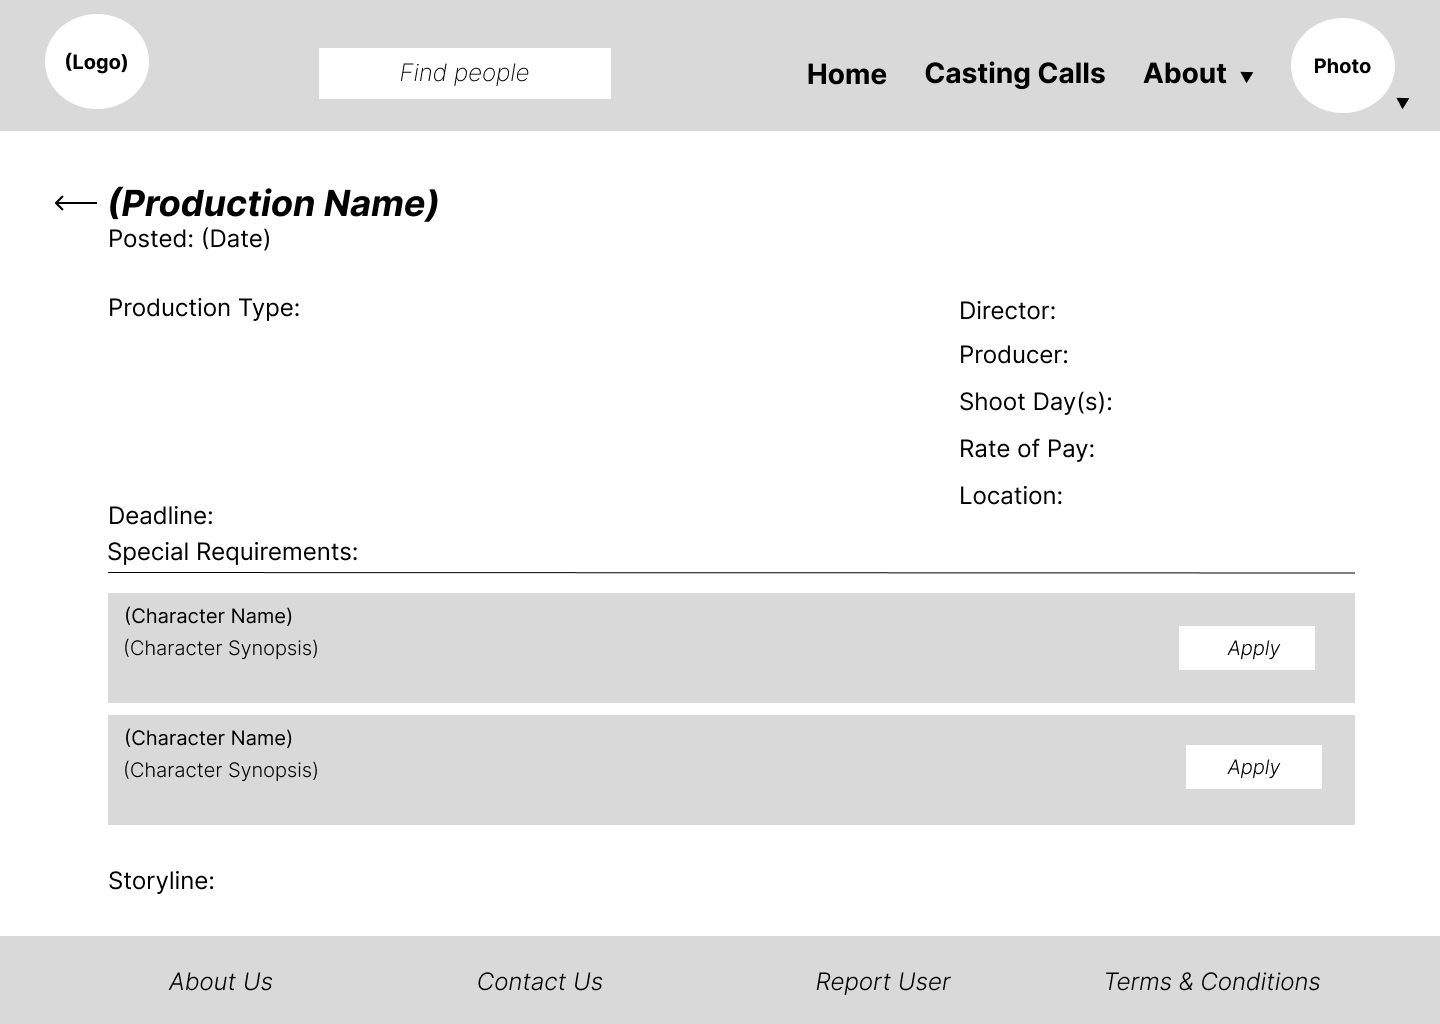 (Logo)
Find people
Home
Casting Calls
About
Photo
(Production Name)
Posted: (Date)
Production Type:
Director:
Producer:
Shoot Day(s):
Rate of Pay:
Location:
Deadline:
Special Requirements:
(Character Name)
(Character Synopsis)
Apply
(Character Name)
(Character Synopsis)
Apply
Storyline:
About Us
Contact Us
Report User
Terms & Conditions